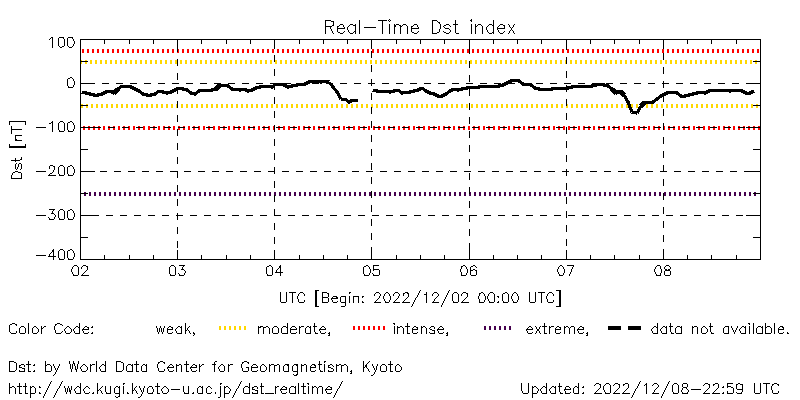 Real-Time Dst index
100
0
-100
-200
-300
-400
Dst [nT]
02 03 04 05 06 07 08
UTC [Begin: 2022/12/02 00:00 UTC]
Color Code: weak, moderate, intense, extreme, data not available.
Dst: by World Data Center for Geomagnetism, Kyoto
http://wdc.kugi.kyoto-u.ac.jp/dst_realtime/ Updated: 2022/12/08-22:59 UTC